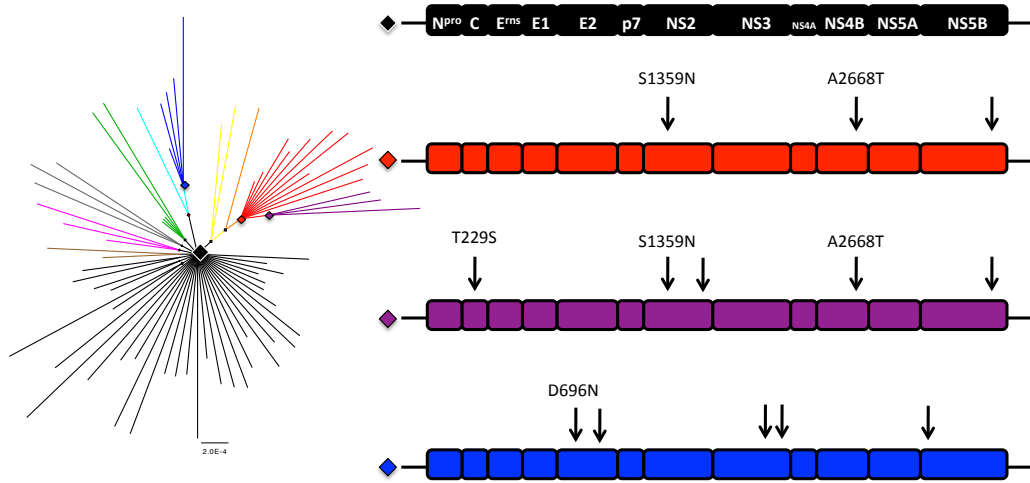 Npro C Erns E1 E2 p7 NS2 NS3 NS4A NS4B NS5A NS5B
S1359N A2668T
T229S S1359N A2668T
D696N
2.0E-4